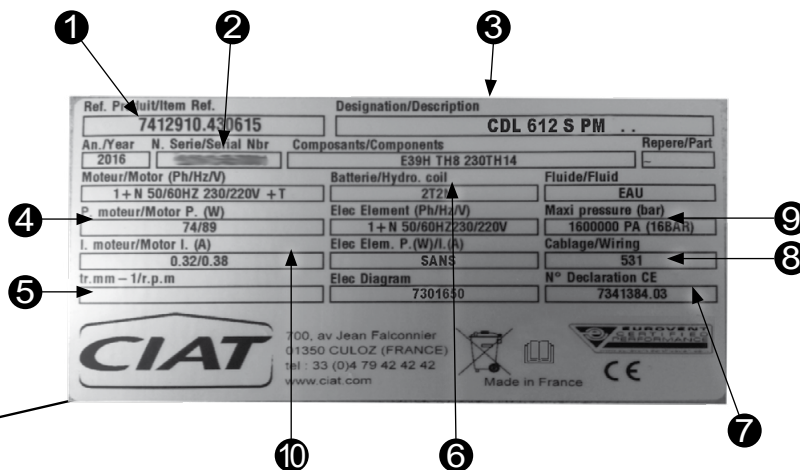 1 2 3
Ref. Produit/Item Ref. Designation/Description
7412910.430615 CDL 612 S PM . .
An./Year N. Serie/Serial Nbr Composants/Components Repere/Part
2016 E39H TH8 230TH14 –
Moteur/Motor (Ph/Hz/V) Batterie/Hydro. coil Fluide/Fluid
1+N 50/60HZ 230/220V +T 2T2 EAU
4 P. moteur/Motor P. (W) Elec Element (Ph/Hz/V) Maxi pressure (bar) 9
74/89 1+N 50/60HZ230/220V 1600000 PA (16BAR)
I. moteur/Motor I. (A) Elec Elem. P.(W)/I.(A) Cablage/Wiring 8
0.32/0.38 SANS 531
5 tr.mm – 1/r.p.m Elec Diagram N° Declaration CE
7301650 7341384.03
CIAT
700, av Jean Falconnier
01350 CULOZ (FRANCE)
tel : 33 (0)4 79 42 42 42
www.ciat.com
Made in France
EUROVENT
CERTIFIED
PERFORMANCE
CE
10 6 7